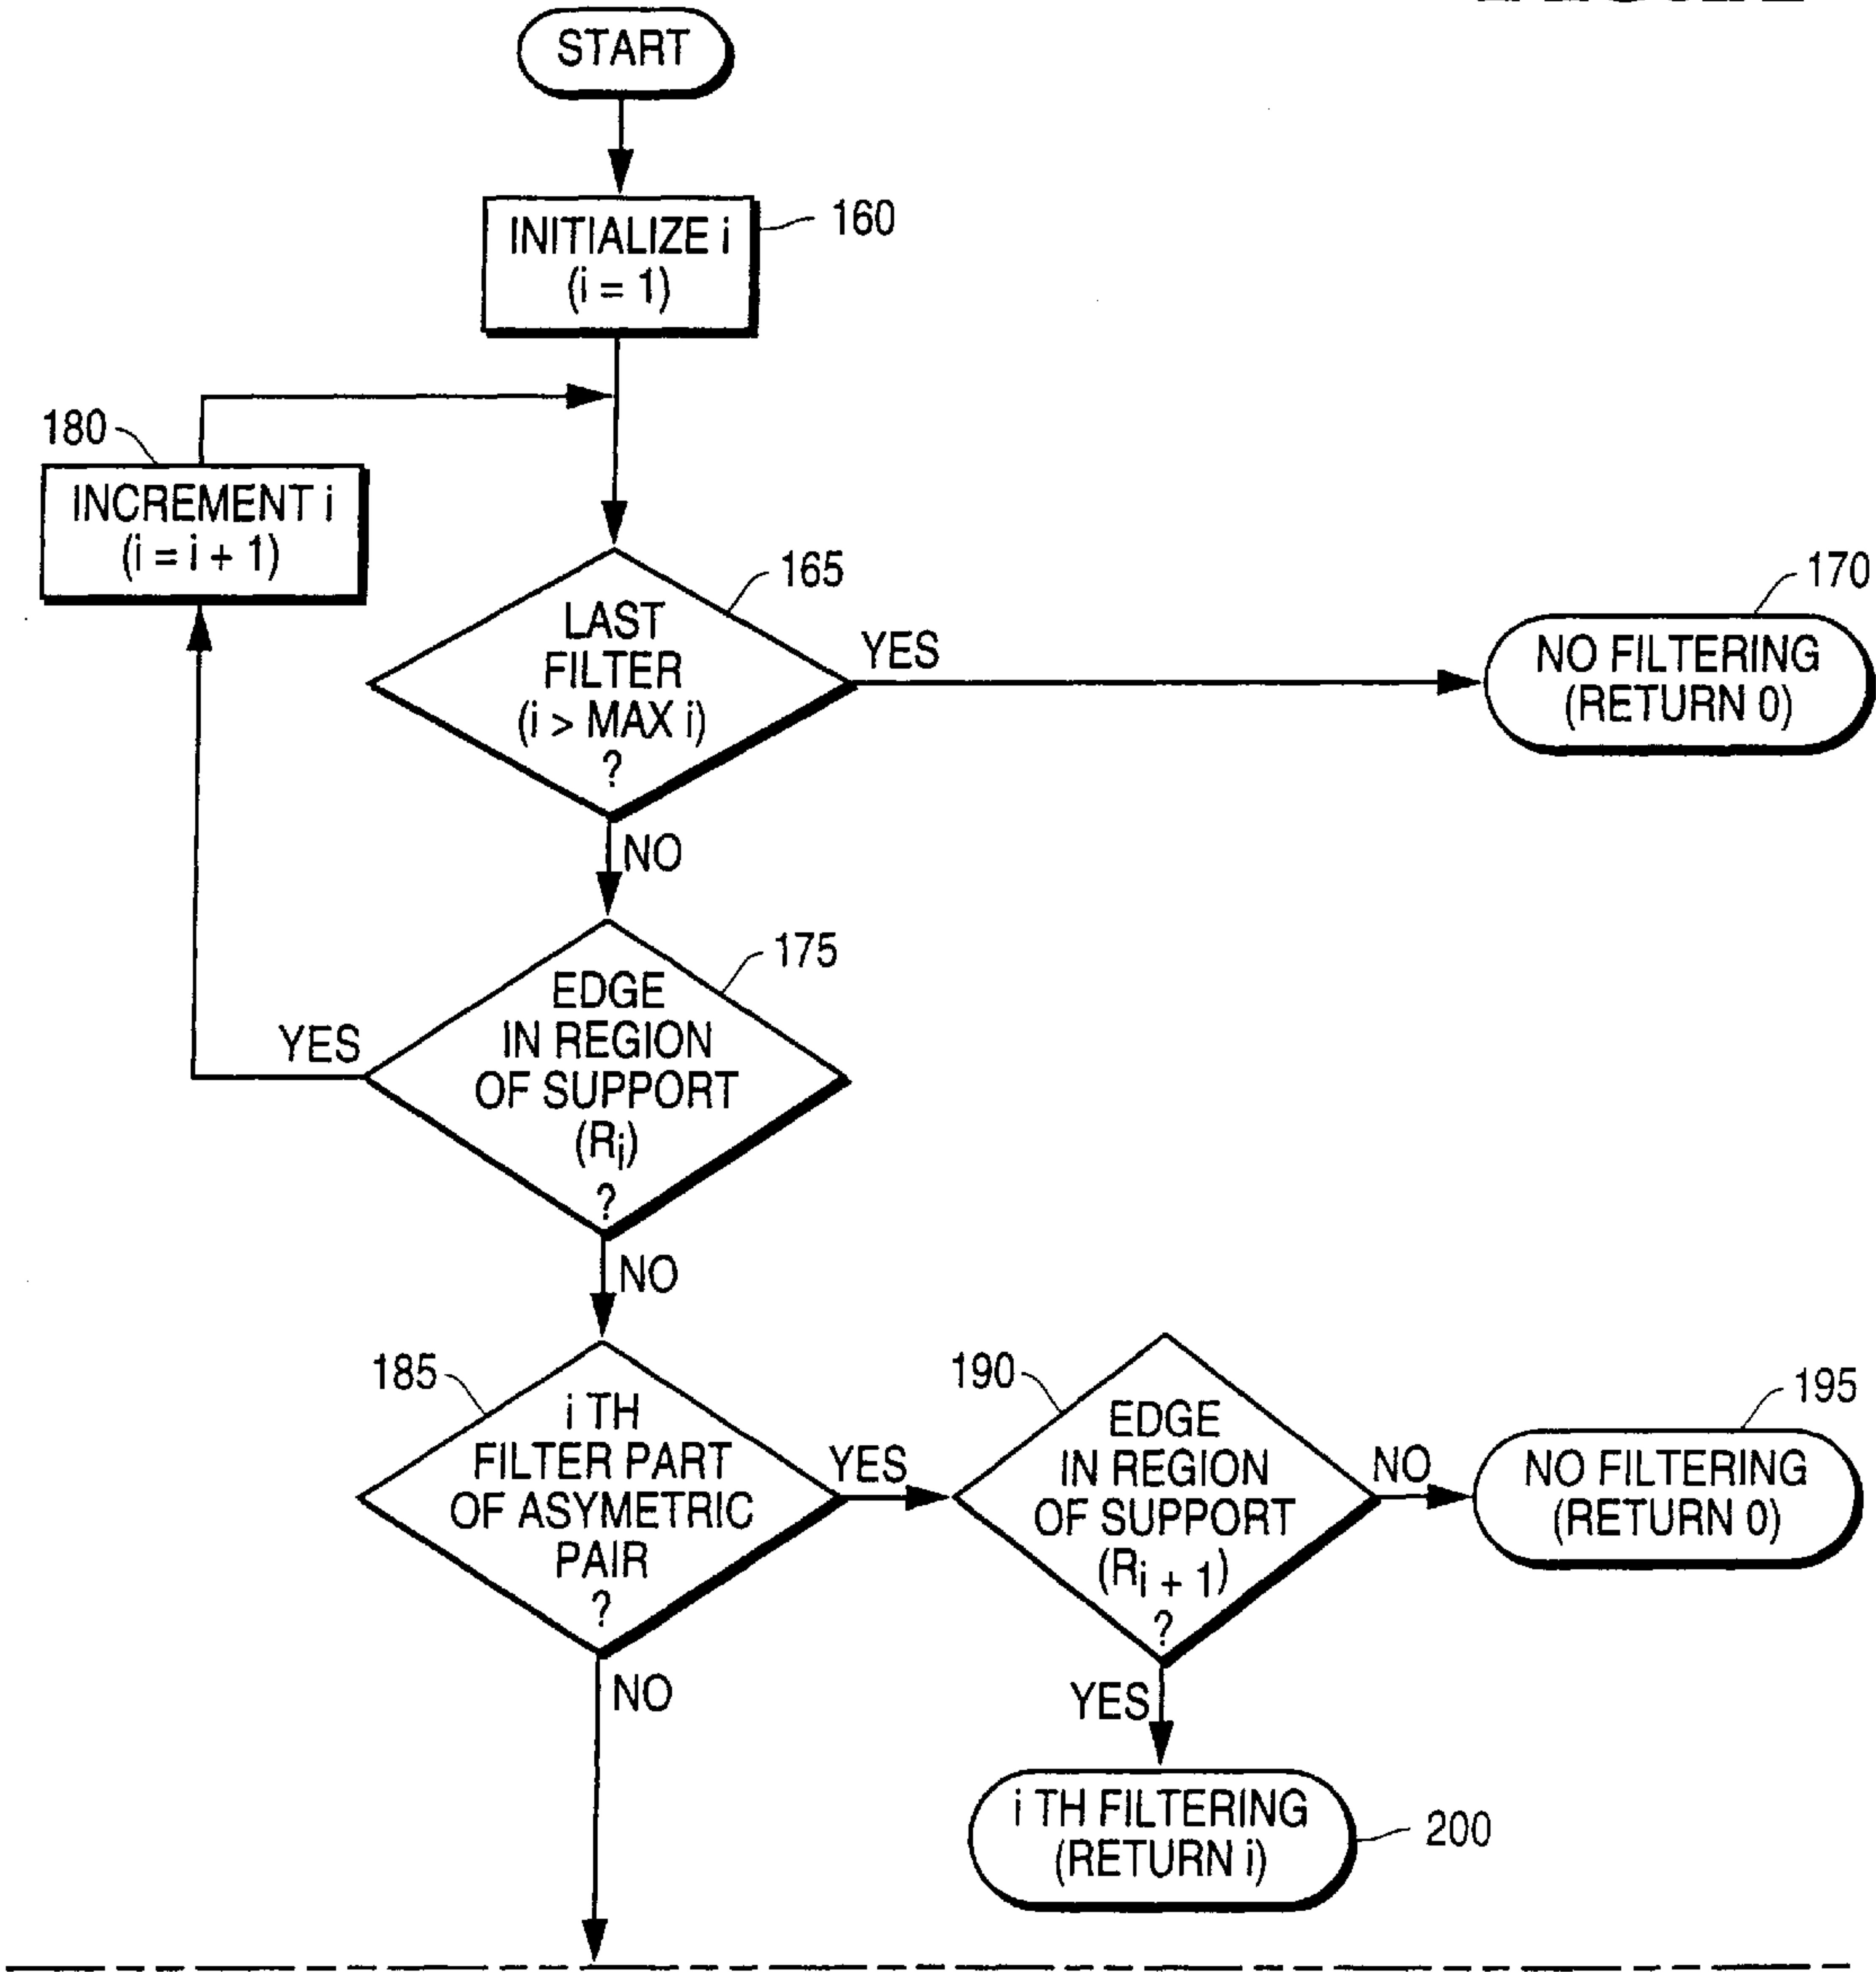 START
INITIALIZE i
(i = 1)
160
180
INCREMENT i
(i = i + 1)
165
LAST
FILTER
(i > MAX i)
?
YES
170
NO FILTERING
(RETURN 0)
NO
175
EDGE
IN REGION
OF SUPPORT
(Ri)
?
YES
NO
185
i TH
FILTER PART
OF ASYMETRIC
PAIR
?
YES
190
EDGE
IN REGION
OF SUPPORT
(Ri + 1)
?
NO
195
NO FILTERING
(RETURN 0)
NO
YES
i TH FILTERING
(RETURN i)
200